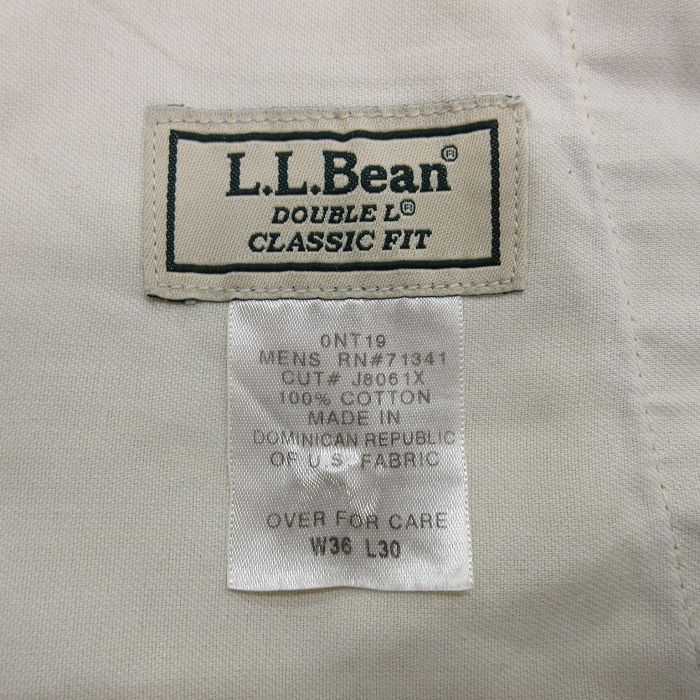 L.L.Bean®
DOUBLE L®
CLASSIC FIT
0NT19
MENS RN#71341
CUT# J8061X
100% COTTON
MADE IN
DOMINICAN REPUBLIC
OF U.S FABRIC
OVER FOR CARE
W36 L30